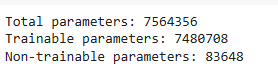 Total parameters: 7564356
Trainable parameters: 7480708
Non-trainable parameters: 83648